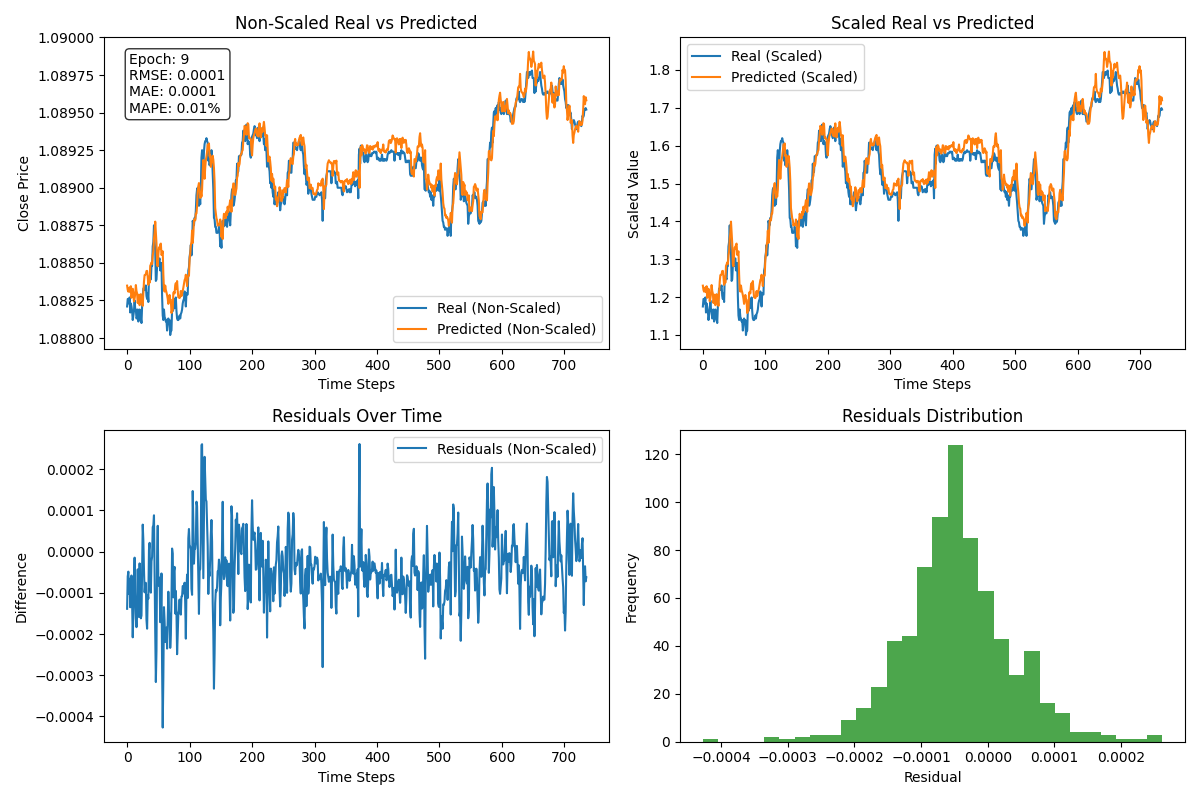 Non-Scaled Real vs Predicted
1.09000
1.08975
1.08950
1.08925
1.08900
1.08875
1.08850
1.08825
1.08800
Close Price
Epoch: 9
RMSE: 0.0001
MAE: 0.0001
MAPE: 0.01%
Real (Non-Scaled)
Predicted (Non-Scaled)
0 100 200 300 400 500 600 700
Time Steps
Scaled Real vs Predicted
1.8
1.7
1.6
1.5
1.4
1.3
1.2
1.1
Scaled Value
Real (Scaled)
Predicted (Scaled)
0 100 200 300 400 500 600 700
Time Steps
Residuals Over Time
0.0002
0.0001
0.0000
−0.0001
−0.0002
−0.0003
−0.0004
Difference
Residuals (Non-Scaled)
0 100 200 300 400 500 600 700
Time Steps
Residuals Distribution
120
100
80
60
40
20
0
Frequency
−0.0004 −0.0003 −0.0002 −0.0001 0.0000 0.0001 0.0002
Residual